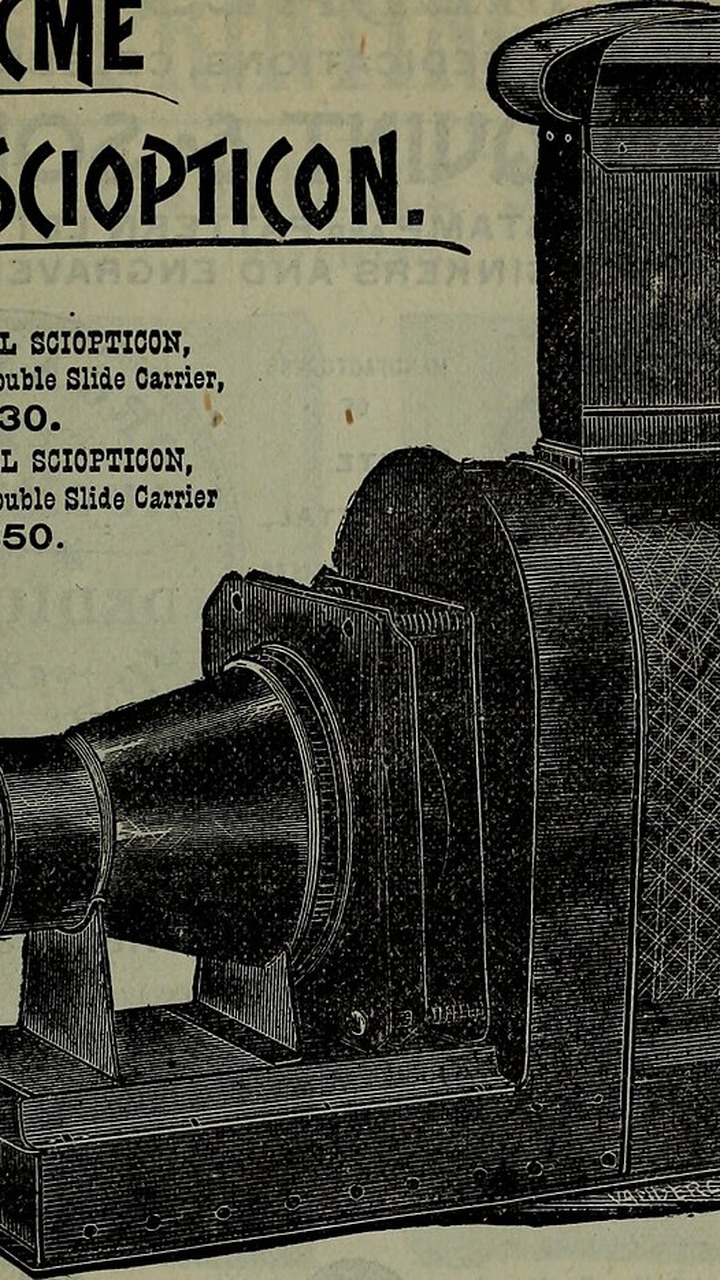 CME
SCIOPTICON.
L SCIOPTICON,
ouble Slide Carrier,
30.
L SCIOPTICON,
ouble Slide Carrier
50.